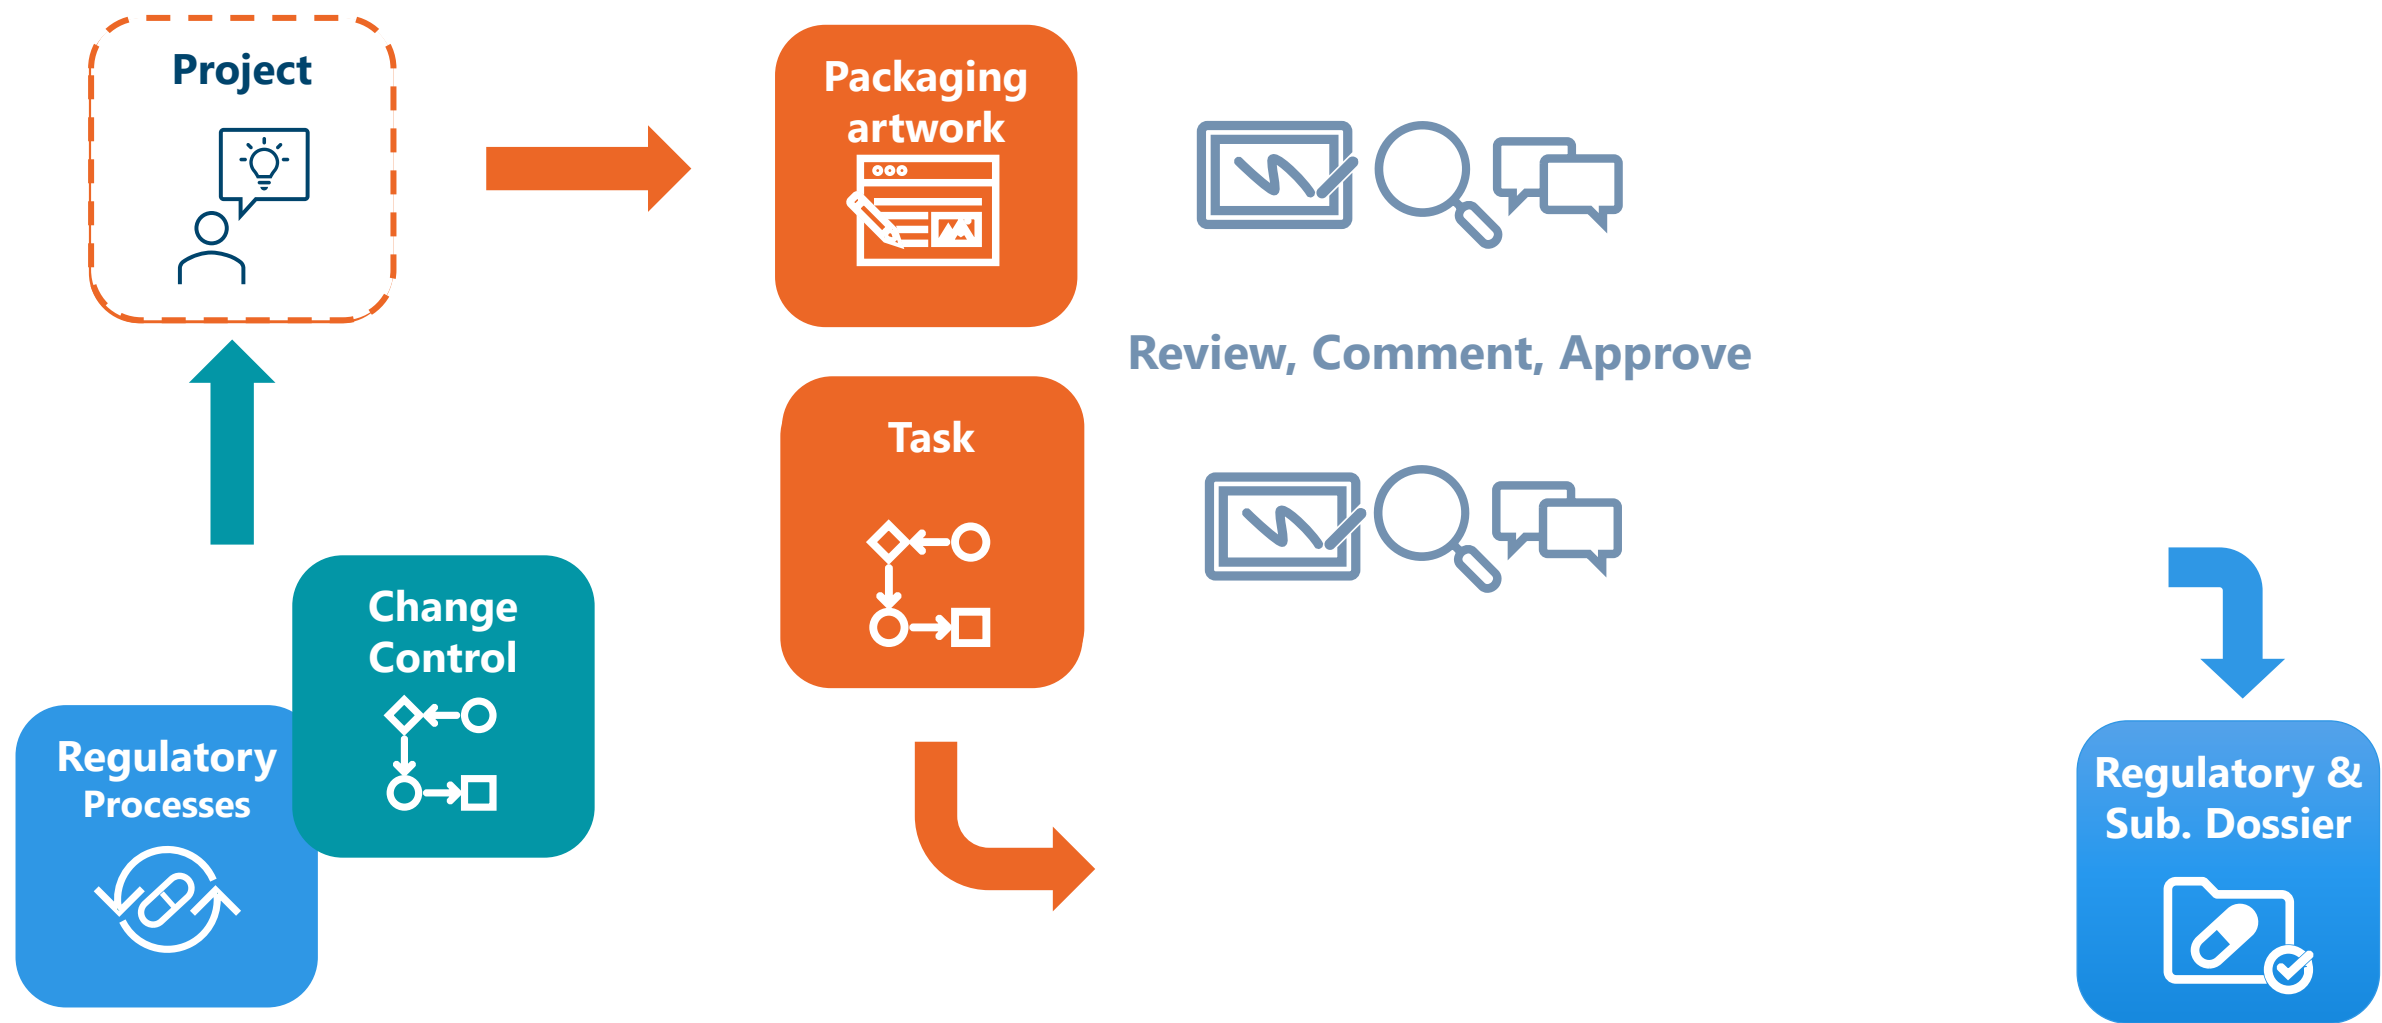 Project
Packaging
artwork
Review, Comment, Approve
Task
Change
Control
Regulatory
Processes
Regulatory &
Sub. Dossier